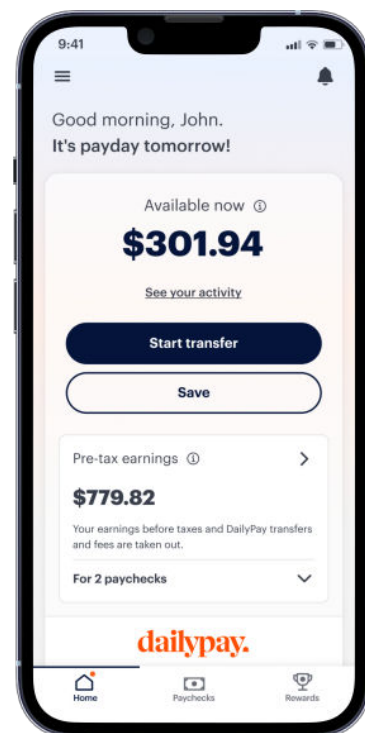 9:41
Good morning, John.
It's payday tomorrow!
Available now
$301.94
See your activity
Start transfer
Save
Pre-tax earnings
$779.82
Your earnings before taxes and DailyPay transfers
and fees are taken out.
For 2 paychecks
dailypay.
Home Paychecks Rewards